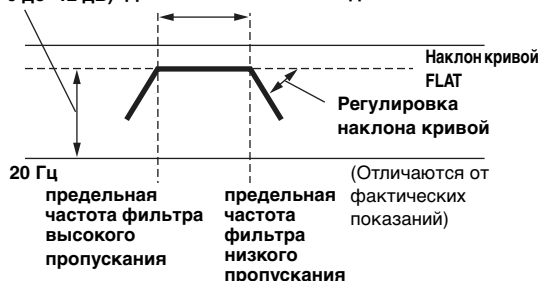 Наклон кривой
FLAT
Регулировка
наклона кривой
20 Гц
(Отличаются от
фактических
показаний)
предельная
частота фильтра
высокого
пропускания
предельная
частота
фильтра
низкого
пропускания